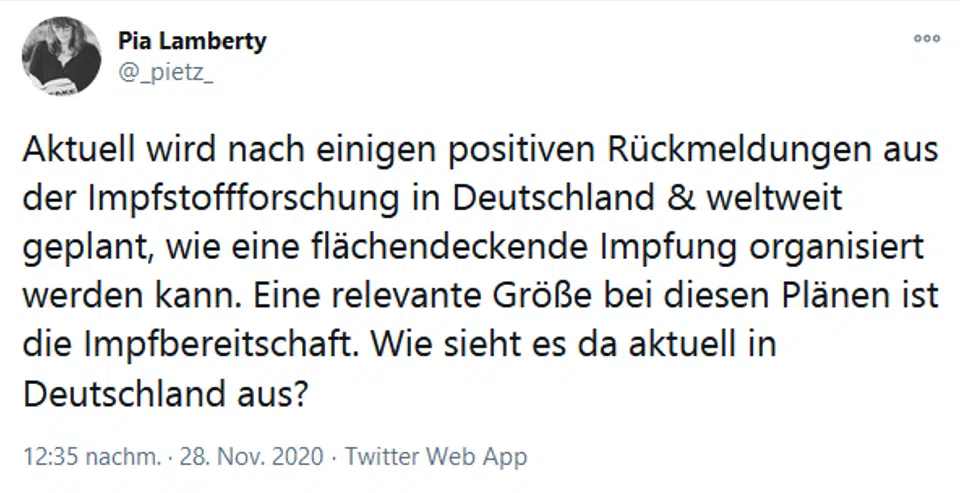 Pia Lamberty
@_pietz_
Aktuell wird nach einigen positiven Rückmeldungen aus
der Impfstoffforschung in Deutschland & weltweit
geplant, wie eine flächendeckende Impfung organisiert
werden kann. Eine relevante Größe bei diesen Plänen ist
die Impfbereitschaft. Wie sieht es da aktuell in
Deutschland aus?
12:35 nachm. · 28. Nov. 2020 · Twitter Web App